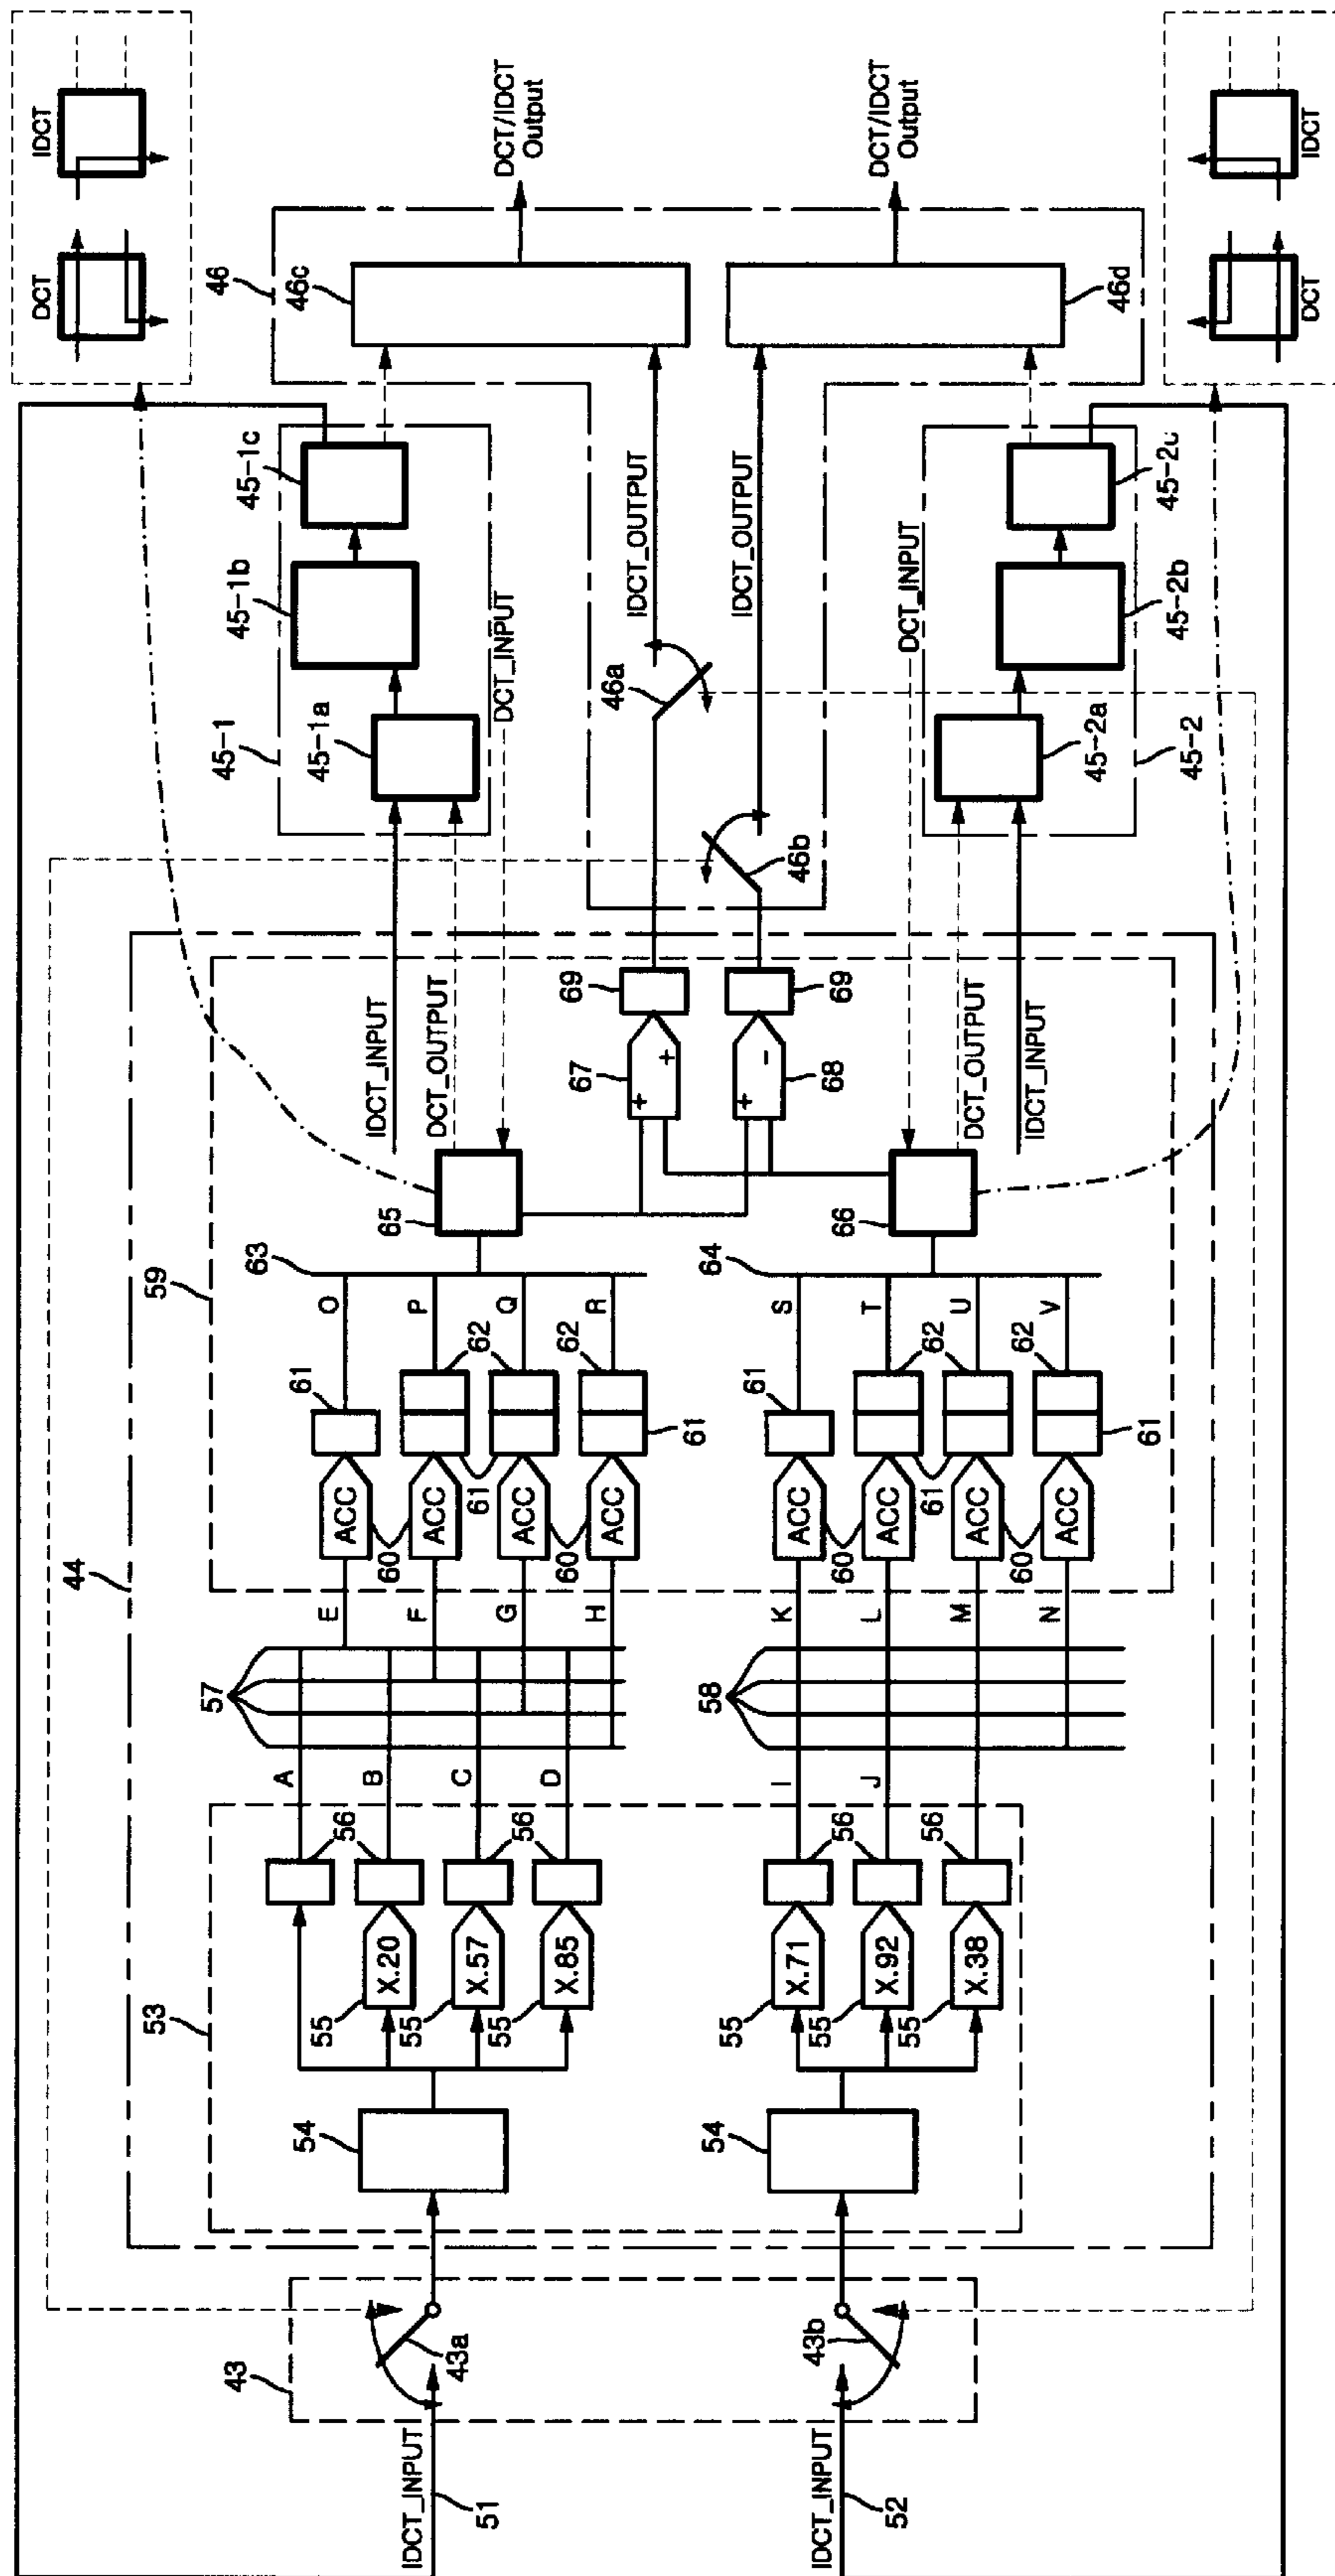 DCT
IDCT
44
53
59
57
43
45-1
45-1b
45-1c
46
46c
63
A
61
45-1a
54
55
56
E
ACC
O
IDCT_INPUT
X.20
B
60
F
ACC
P
65
DCT_OUTPUT
43a
55
X.57
C
61
62
G
ACC
Q
DCT_INPUT
DCT/IDCT
Output
IDCT_INPUT
51
55
X.85
56
D
60
H
ACC
R
62
61
67
+
+
69
46a
IDCT_OUTPUT
54
55
X.71
56
58
I
K
ACC
61
S
64
+
-
68
69
46b
IDCT_OUTPUT
IDCT_INPUT
52
43b
55
X.92
J
60
L
ACC
T
66
DCT_INPUT
DCT/IDCT
Output
55
X.38
56
61
62
M
ACC
U
DCT_OUTPUT
IDCT_INPUT
45-2a
45-2b
45-2c
46d
60
N
ACC
V
62
61
45-2
DCT
IDCT